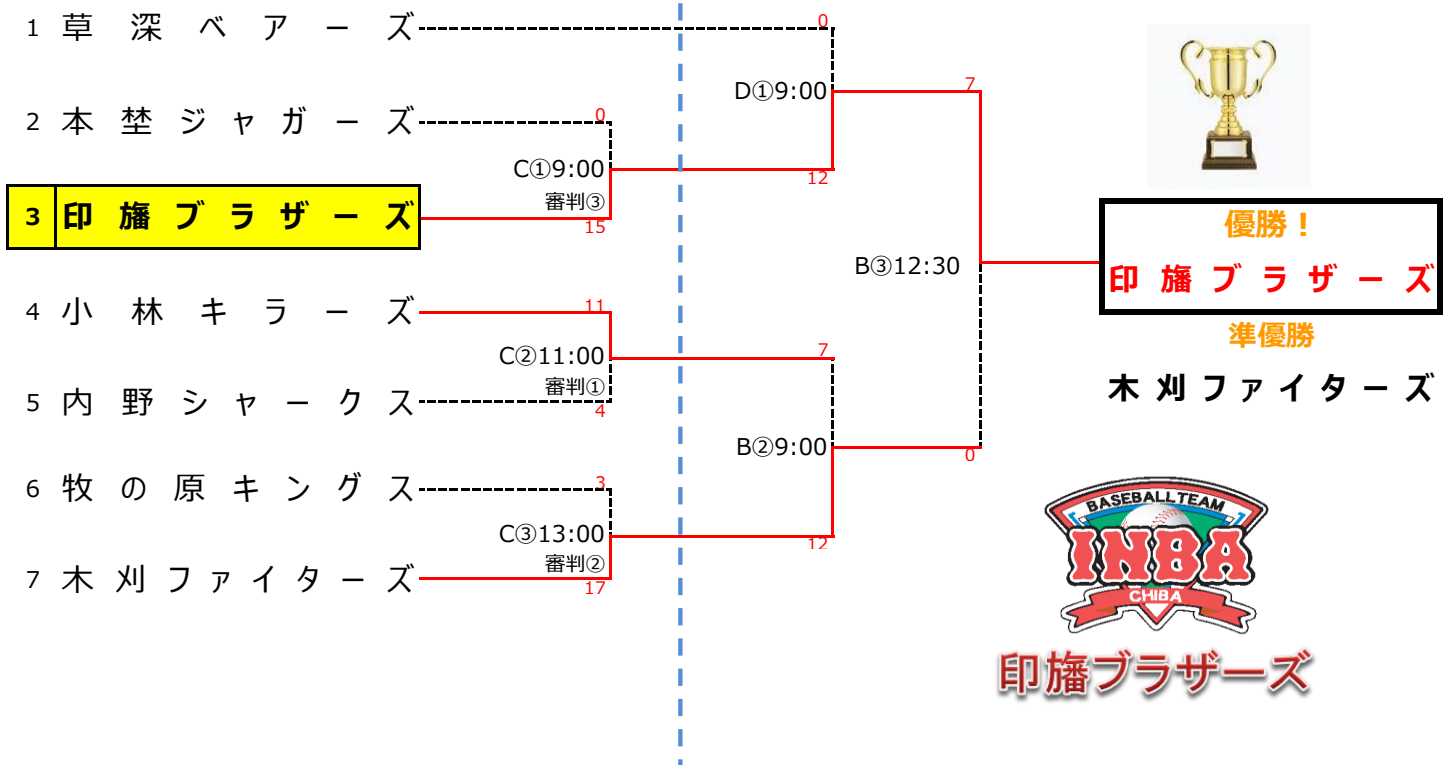 1 草深ベアーズ
0
D①9:00
7
2 本埜ジャガーズ
0
C①9:00
12
審判③
3 印旛ブラザーズ
15
優勝！
B③12:30
印旛ブラザーズ
4 小林キラーズ
11
7
準優勝
C②11:00
審判①
木刈ファイターズ
5 内野シャークス
4
B②9:00
0
6 牧の原キングス
3
C③13:00
12
審判②
7 木刈ファイターズ
17
BASEBALL TEAM
INBA
CHIBA
印旛ブラザーズ